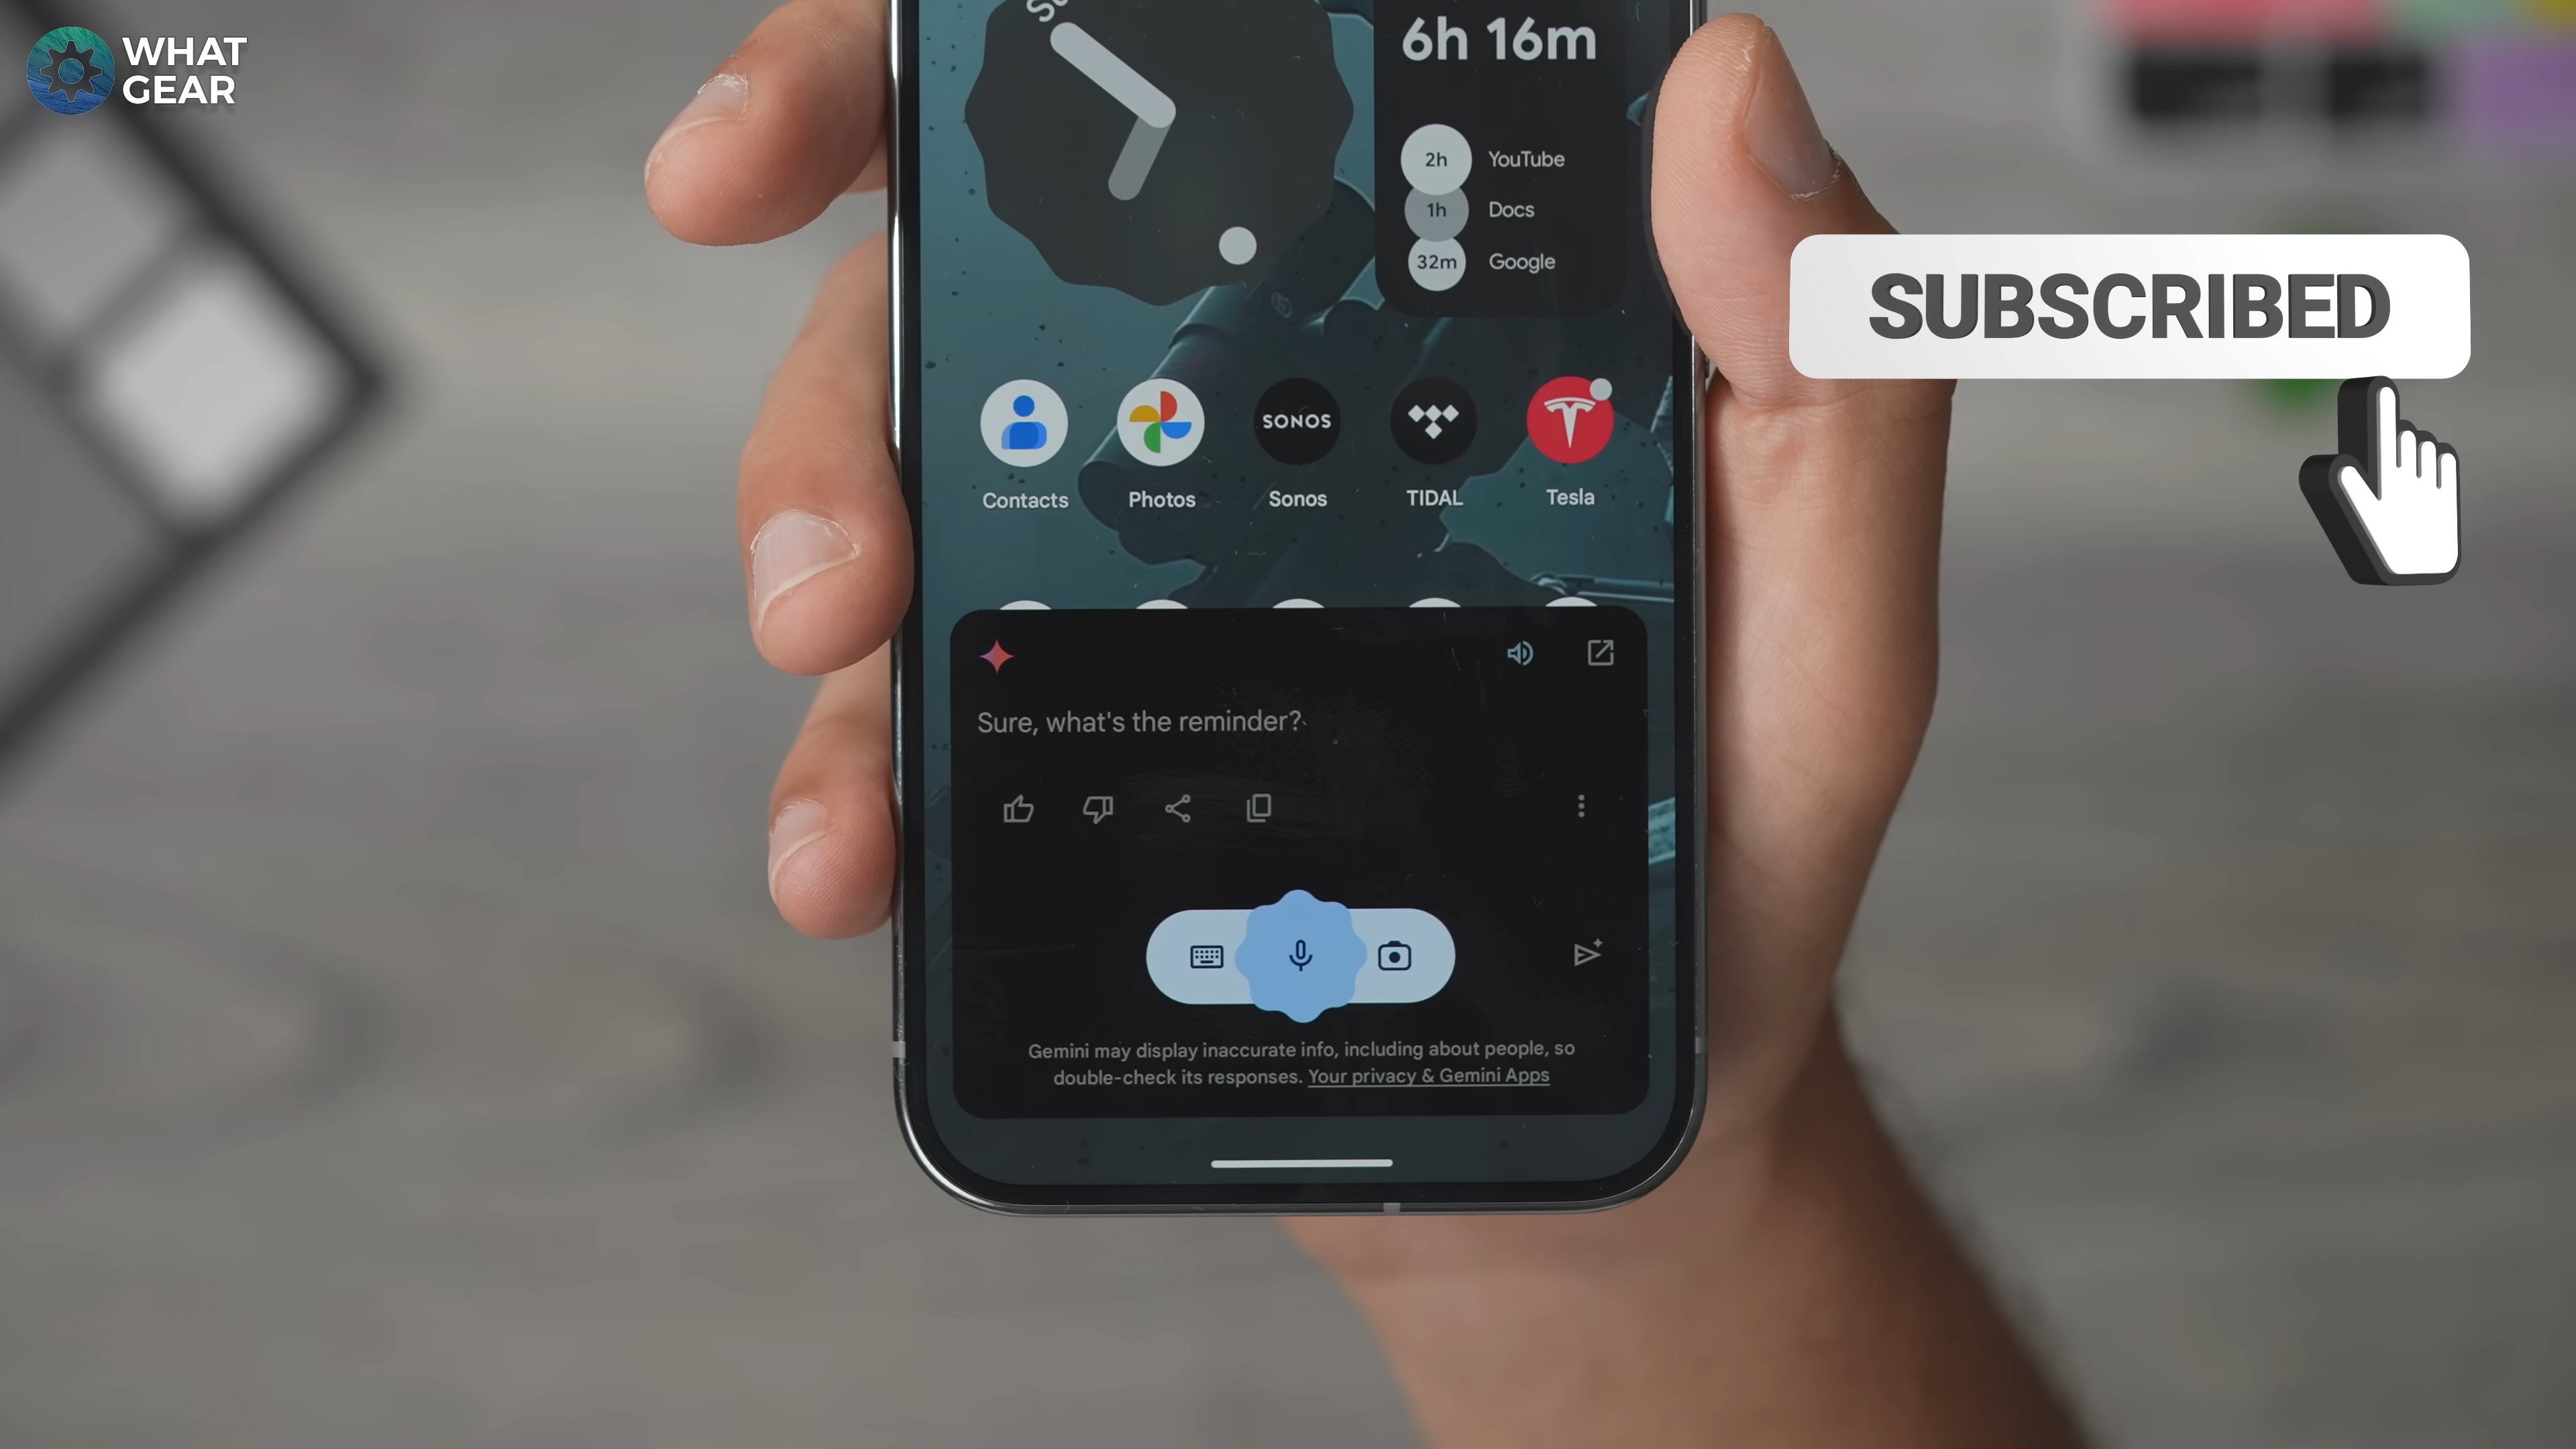 WHAT
GEAR
6h 16m
2h YouTube
1h Docs
32m Google
SUBSCRIBED
SONOS
Contacts Photos Sonos TIDAL Tesla
Sure, what's the reminder?
Gemini may display inaccurate info, including about people, so
double-check its responses. Your privacy & Gemini Apps